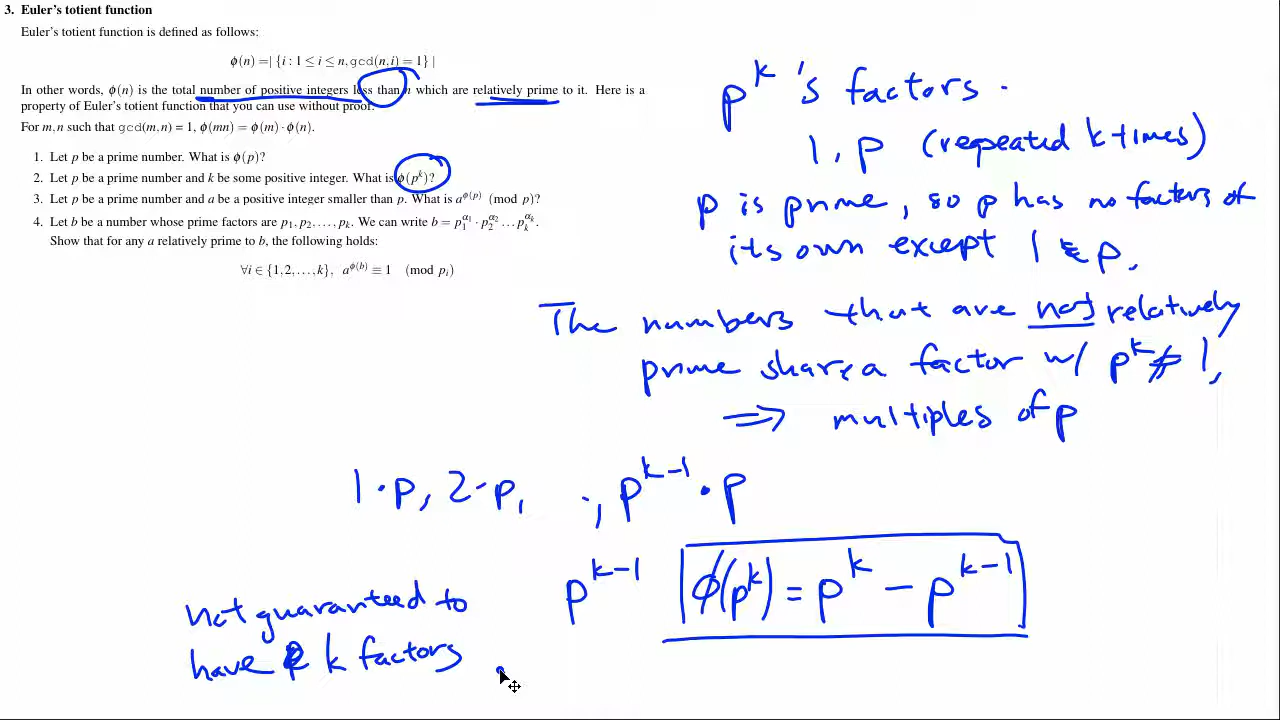 3. Euler's totient function
Euler's totient function is defined as follows:
ϕ(n) =| {i : 1 ≤ i ≤ n, gcd(n,i) = 1} |
In other words, ϕ(n) is the total number of positive integers less than n which are relatively prime to it. Here is a
property of Euler's totient function that you can use without proof.
For m,n such that gcd(m,n) = 1, ϕ(mn) = ϕ(m)·ϕ(n).
1. Let p be a prime number. What is ϕ(p)?
2. Let p be a prime number and k be some positive integer. What is ϕ(p^k)?
3. Let p be a prime number and a be a positive integer smaller than p. What is a^ϕ(p) (mod p)?
4. Let b be a number whose prime factors are p₁, p₂, . . . , pₖ. We can write b = p₁^α₁ · p₂^α₂ . . . pₖ^αₖ.
Show that for any a relatively prime to b, the following holds:
∀i ∈ {1,2,...,k}, a^ϕ(b) ≡ 1 (mod pᵢ)
p^k 's factors.
1, p (repeated k times)
p is prime, so p has no factors of
its own except 1 & p.
The numbers that are not relatively
prime share a factor w/ p^k ≠ 1,
⟹ multiples of p
1·p, 2·p, ., p^k-1 · p
p^k-1 ϕ(p^k) = p^k − p^k-1
not guaranteed to
have k factors